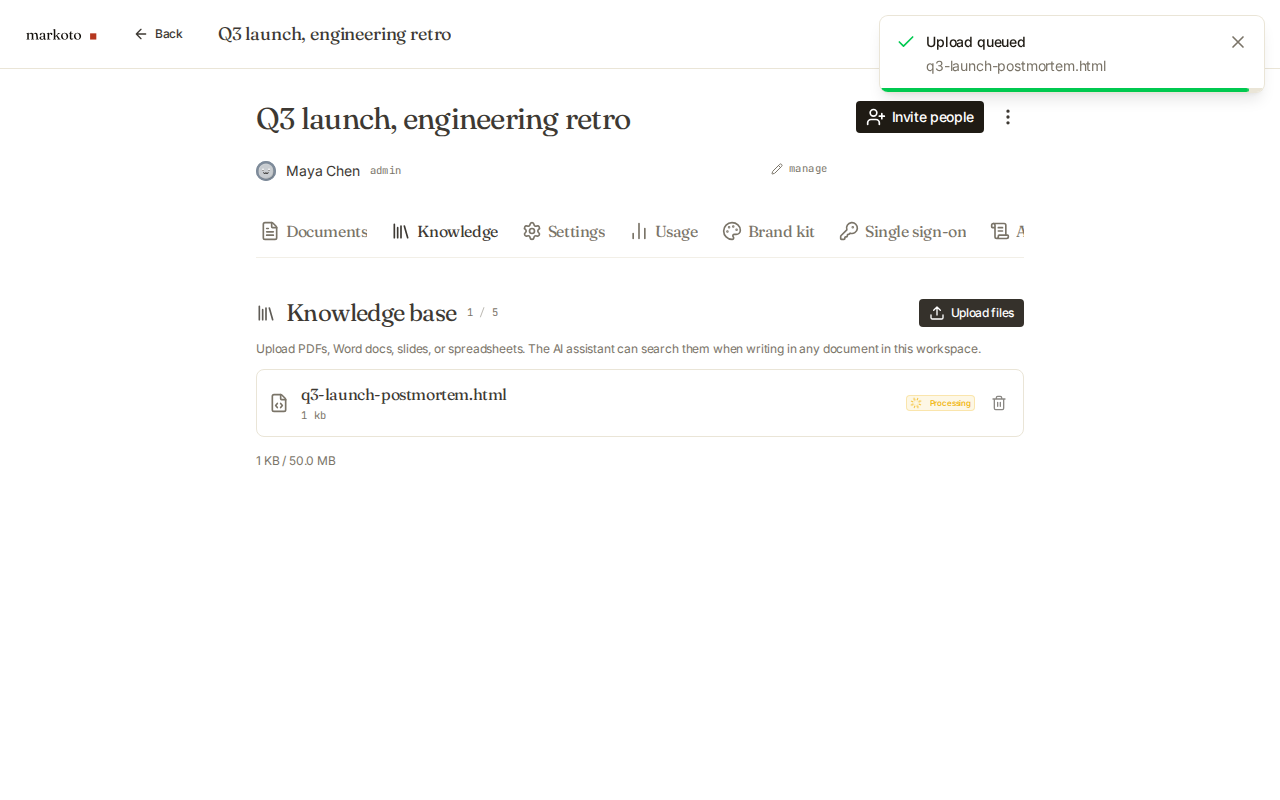 markoto
Back
Q3 launch, engineering retro
Upload queued
q3-launch-postmortem.html
Q3 launch, engineering retro
Invite people
Maya Chen admin
manage
Documents Knowledge Settings Usage Brand kit Single sign-on A
Knowledge base 1 / 5
Upload files
Upload PDFs, Word docs, slides, or spreadsheets. The AI assistant can search them when writing in any document in this workspace.
q3-launch-postmortem.html
1 kb
Processing
1 KB / 50.0 MB